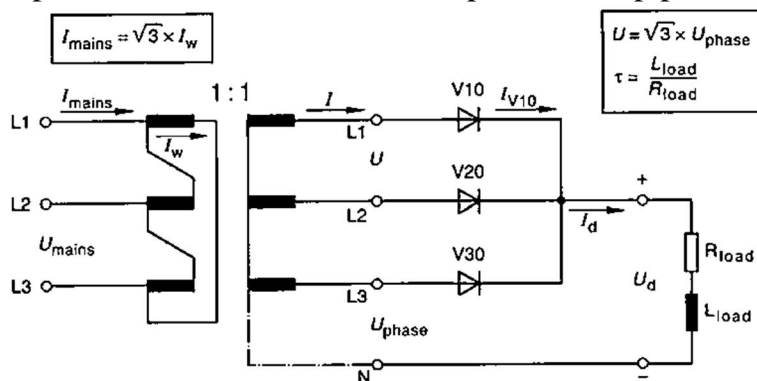 I_mains = √3 × I_w
U = √3 × U_phase
τ = L_load / R_load
1 : 1
I_mains
I
V10
I_V10
L1
I_w
L1
U
V20
L2
L2
I_d
+
U_mains
V30
R_load
L3
L3
U_d
L_load
U_phase
N
−